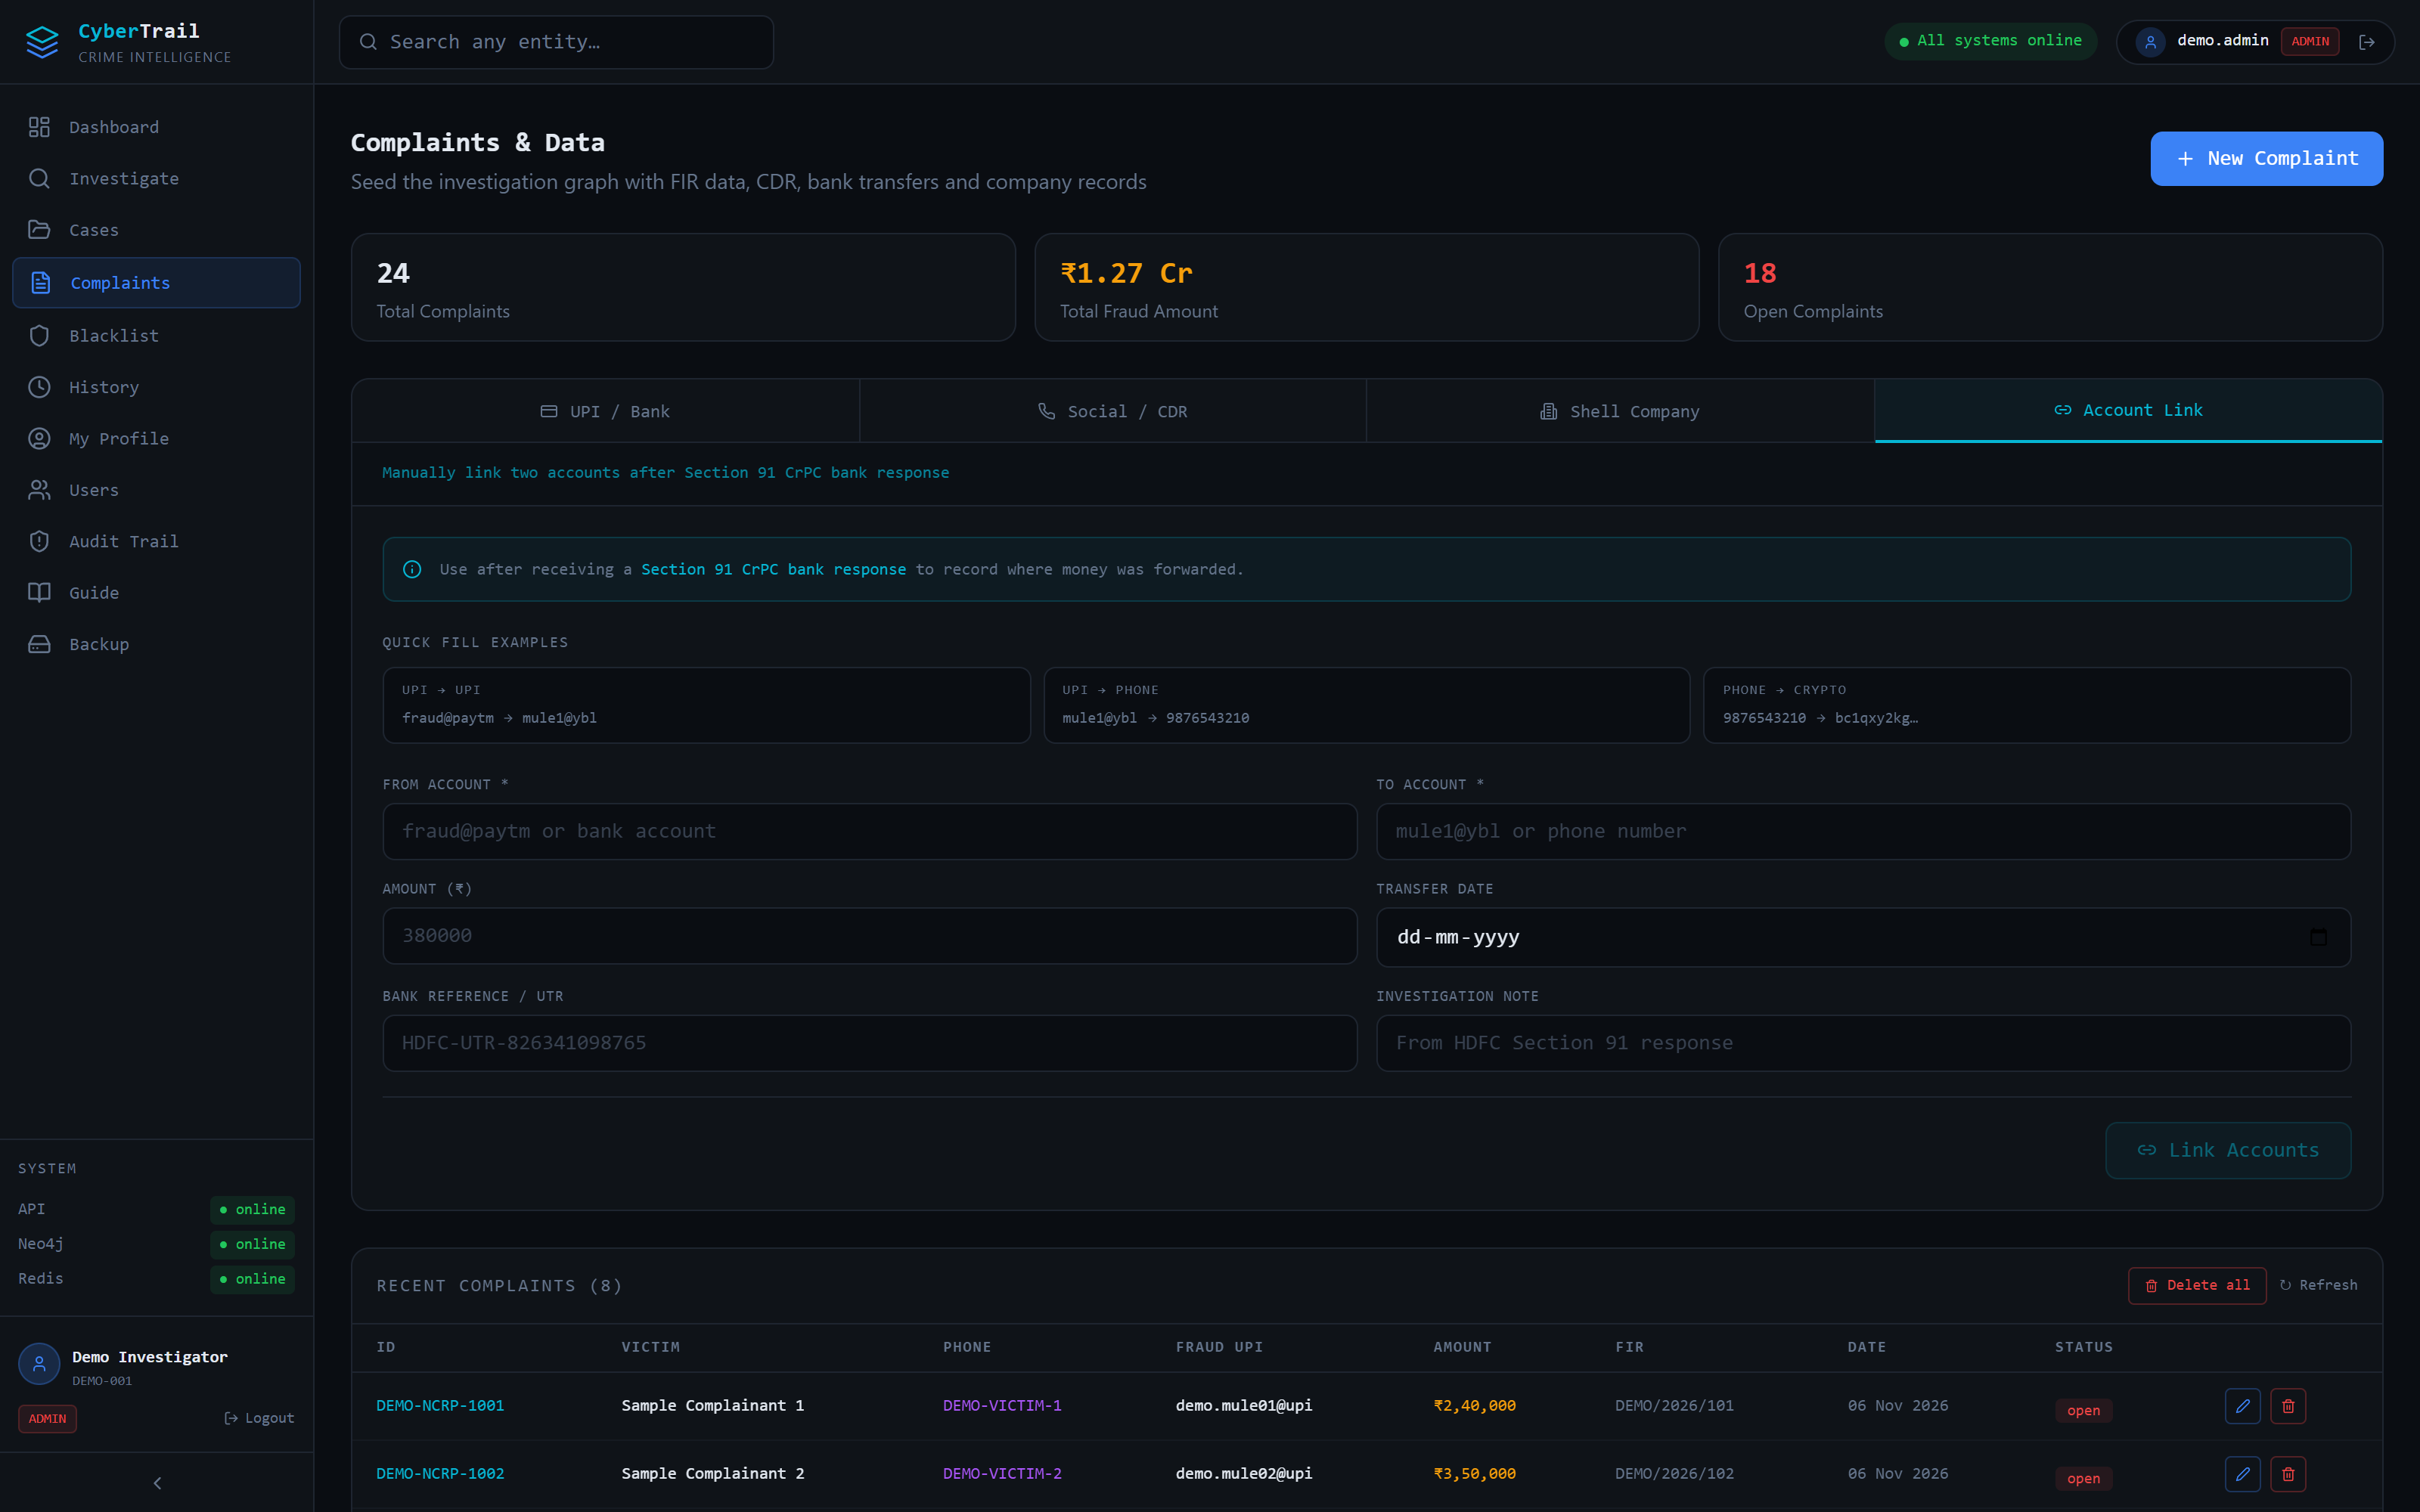 CyberTrail
CRIME INTELLIGENCE
Search any entity…
All systems online
demo.admin
ADMIN
Dashboard
Investigate
Cases
Complaints
Blacklist
History
My Profile
Users
Audit Trail
Guide
Backup
SYSTEM
API online
Neo4j online
Redis online
Demo Investigator
DEMO-001
ADMIN
Logout
Complaints & Data
Seed the investigation graph with FIR data, CDR, bank transfers and company records
+ New Complaint
24
Total Complaints
₹1.27 Cr
Total Fraud Amount
18
Open Complaints
UPI / Bank
Social / CDR
Shell Company
Account Link
Manually link two accounts after Section 91 CrPC bank response
Use after receiving a Section 91 CrPC bank response to record where money was forwarded.
QUICK FILL EXAMPLES
UPI → UPI
fraud@paytm → mule1@ybl
UPI → PHONE
mule1@ybl → 9876543210
PHONE → CRYPTO
9876543210 → bc1qxy2kg…
FROM ACCOUNT *
fraud@paytm or bank account
TO ACCOUNT *
mule1@ybl or phone number
AMOUNT (₹)
380000
TRANSFER DATE
dd-mm-yyyy
BANK REFERENCE / UTR
HDFC-UTR-826341098765
INVESTIGATION NOTE
From HDFC Section 91 response
Link Accounts
RECENT COMPLAINTS (8)
Delete all
↻ Refresh
ID VICTIM PHONE FRAUD UPI AMOUNT FIR DATE STATUS
DEMO-NCRP-1001 Sample Complainant 1 DEMO-VICTIM-1 demo.mule01@upi ₹2,40,000 DEMO/2026/101 06 Nov 2026 open
DEMO-NCRP-1002 Sample Complainant 2 DEMO-VICTIM-2 demo.mule02@upi ₹3,50,000 DEMO/2026/102 06 Nov 2026 open